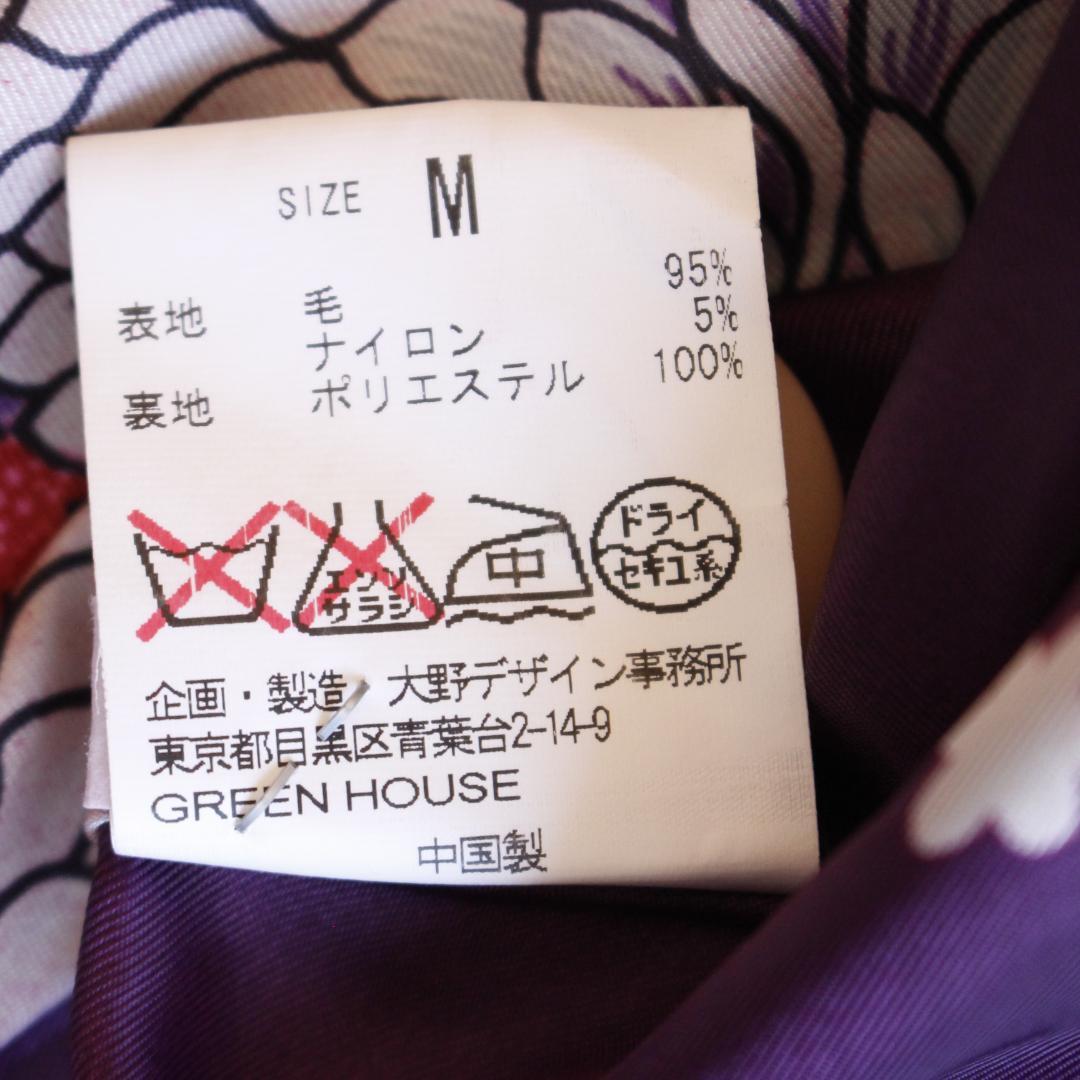 SIZE M
表地 毛 95%
ナイロン 5%
裏地 ポリエステル 100%
エンソ
サラシ
中
ドライ
セキユ系
企画・製造 大野デザイン事務所
東京都目黒区青葉台2-14-9
GREEN HOUSE
中国製